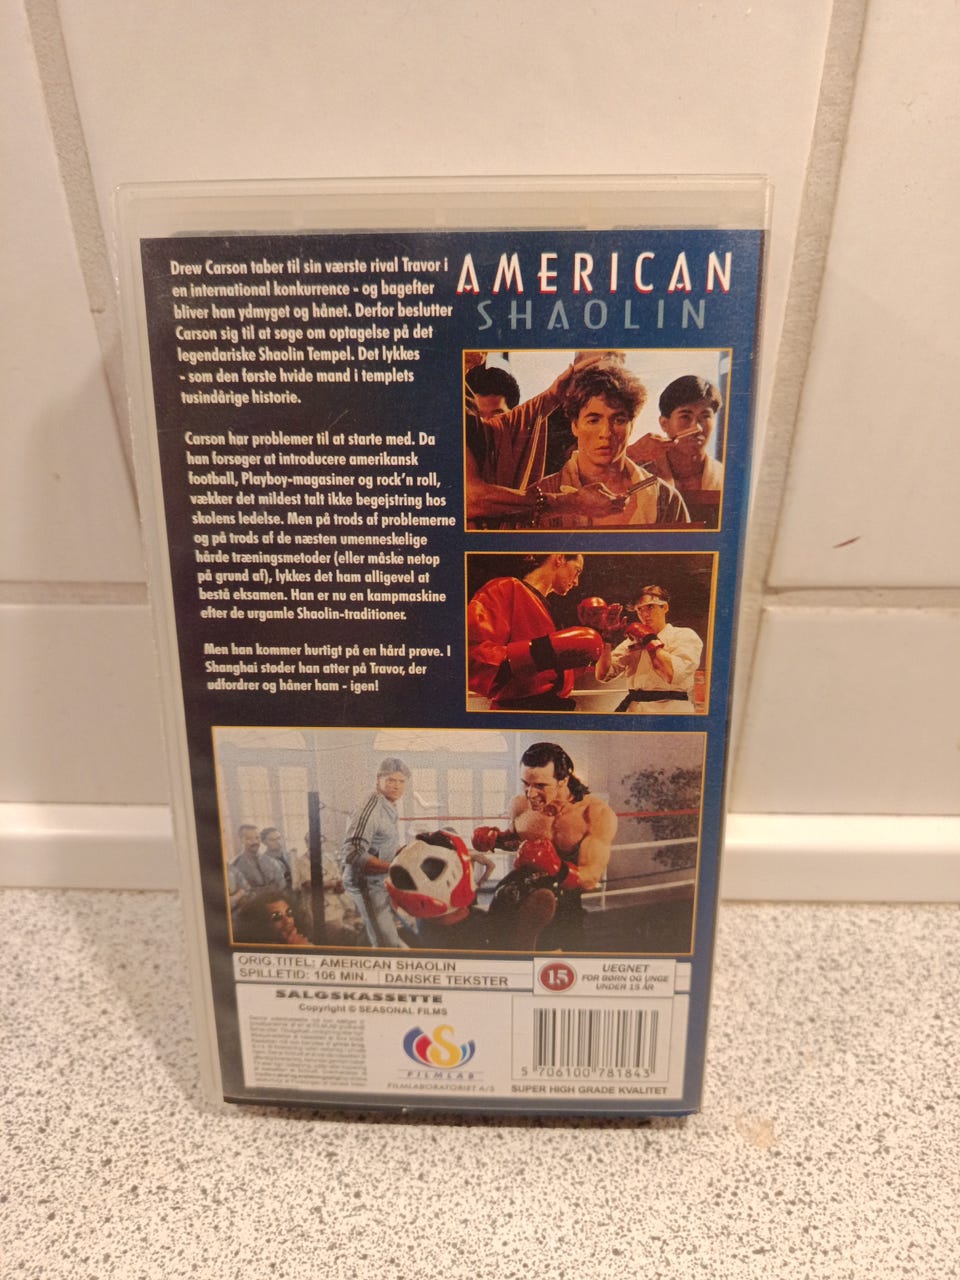 Drew Carson taber til sin værste rival Travor i
en international konkurrence - og bagefter
bliver han ydmyget og hånet. Derfor beslutter
Carson sig til at søge om optagelse på det
legendariske Shaolin Tempel. Det lykkes
- som den første hvide mand i templets
tusindårige historie.
Carson har problemer til at starte med. Da
han forsøger at introducere amerikansk
football, Playboy-magasiner og rock'n roll,
vækker det mildest talt ikke begejstring hos
skolens ledelse. Men på trods af problemerne
og på trods af de næsten umenneskelige
hårde træningsmetoder (eller måske netop
på grund af), lykkes det ham alligevel at
bestå eksamen. Han er nu en kampmaskine
efter de urgamle Shaolin-traditioner.
Men han kommer hurtigt på en hård prøve. I
Shanghai støder han atter på Travor, der
udfordrer og håner ham - igen!
AMERICAN
SHAOLIN
ORIG.TITEL: AMERICAN SHAOLIN
SPILLETID: 106 MIN. DANSKE TEKSTER
15
UEGNET
FOR BØRN OG UNGE
UNDER 15 ÅR
SALGSKASSETTE
Copyright © SEASONAL FILMS
S
FILMLAB
FILMLABORATORIET A/S
5 706100 781843
SUPER HIGH GRADE KVALITET